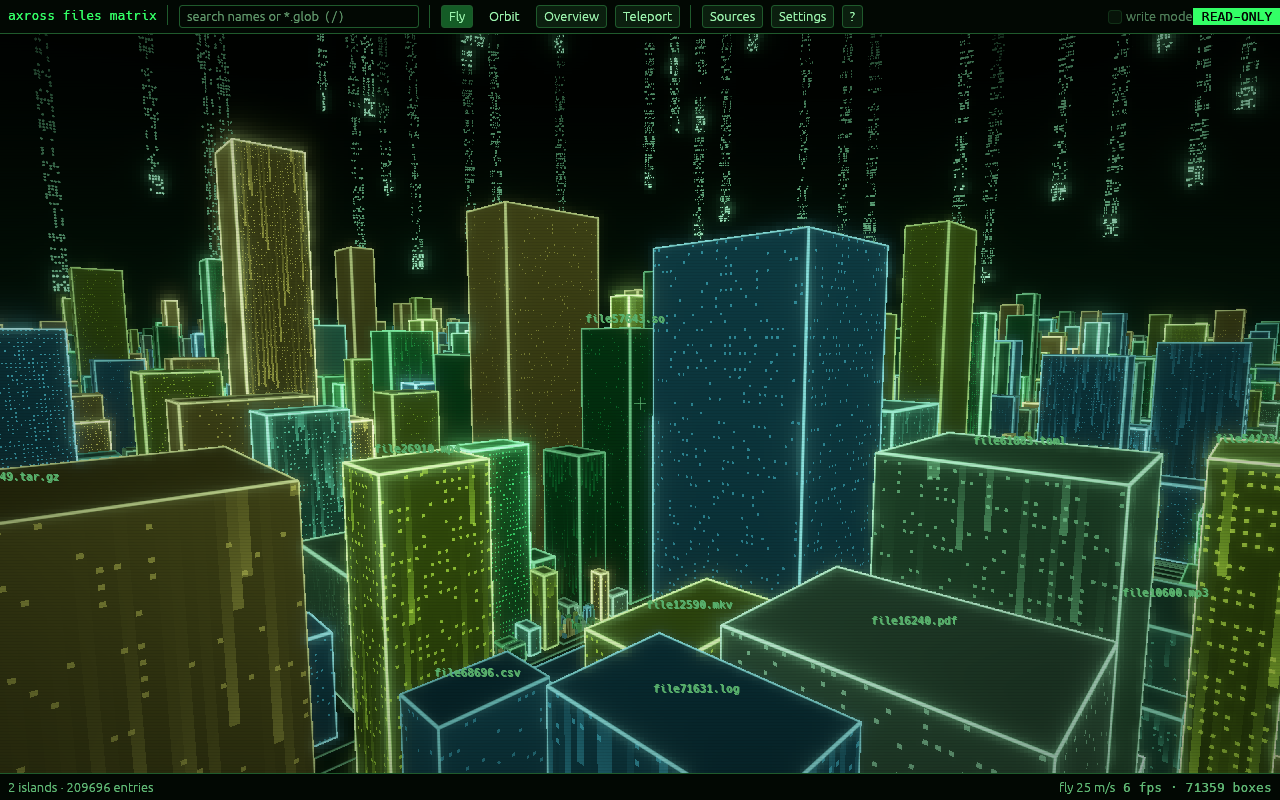 axross files matrix
search names or *.glob (/)
Fly
Orbit
Overview
Teleport
Sources
Settings
?
write mode
READ-ONLY
file57643.so
49.tar.gz
file10600.mp3
file12590.mkv
file16240.pdf
file68696.csv
file71631.log
2 islands · 209696 entries
fly 25 m/s 6 fps · 71359 boxes